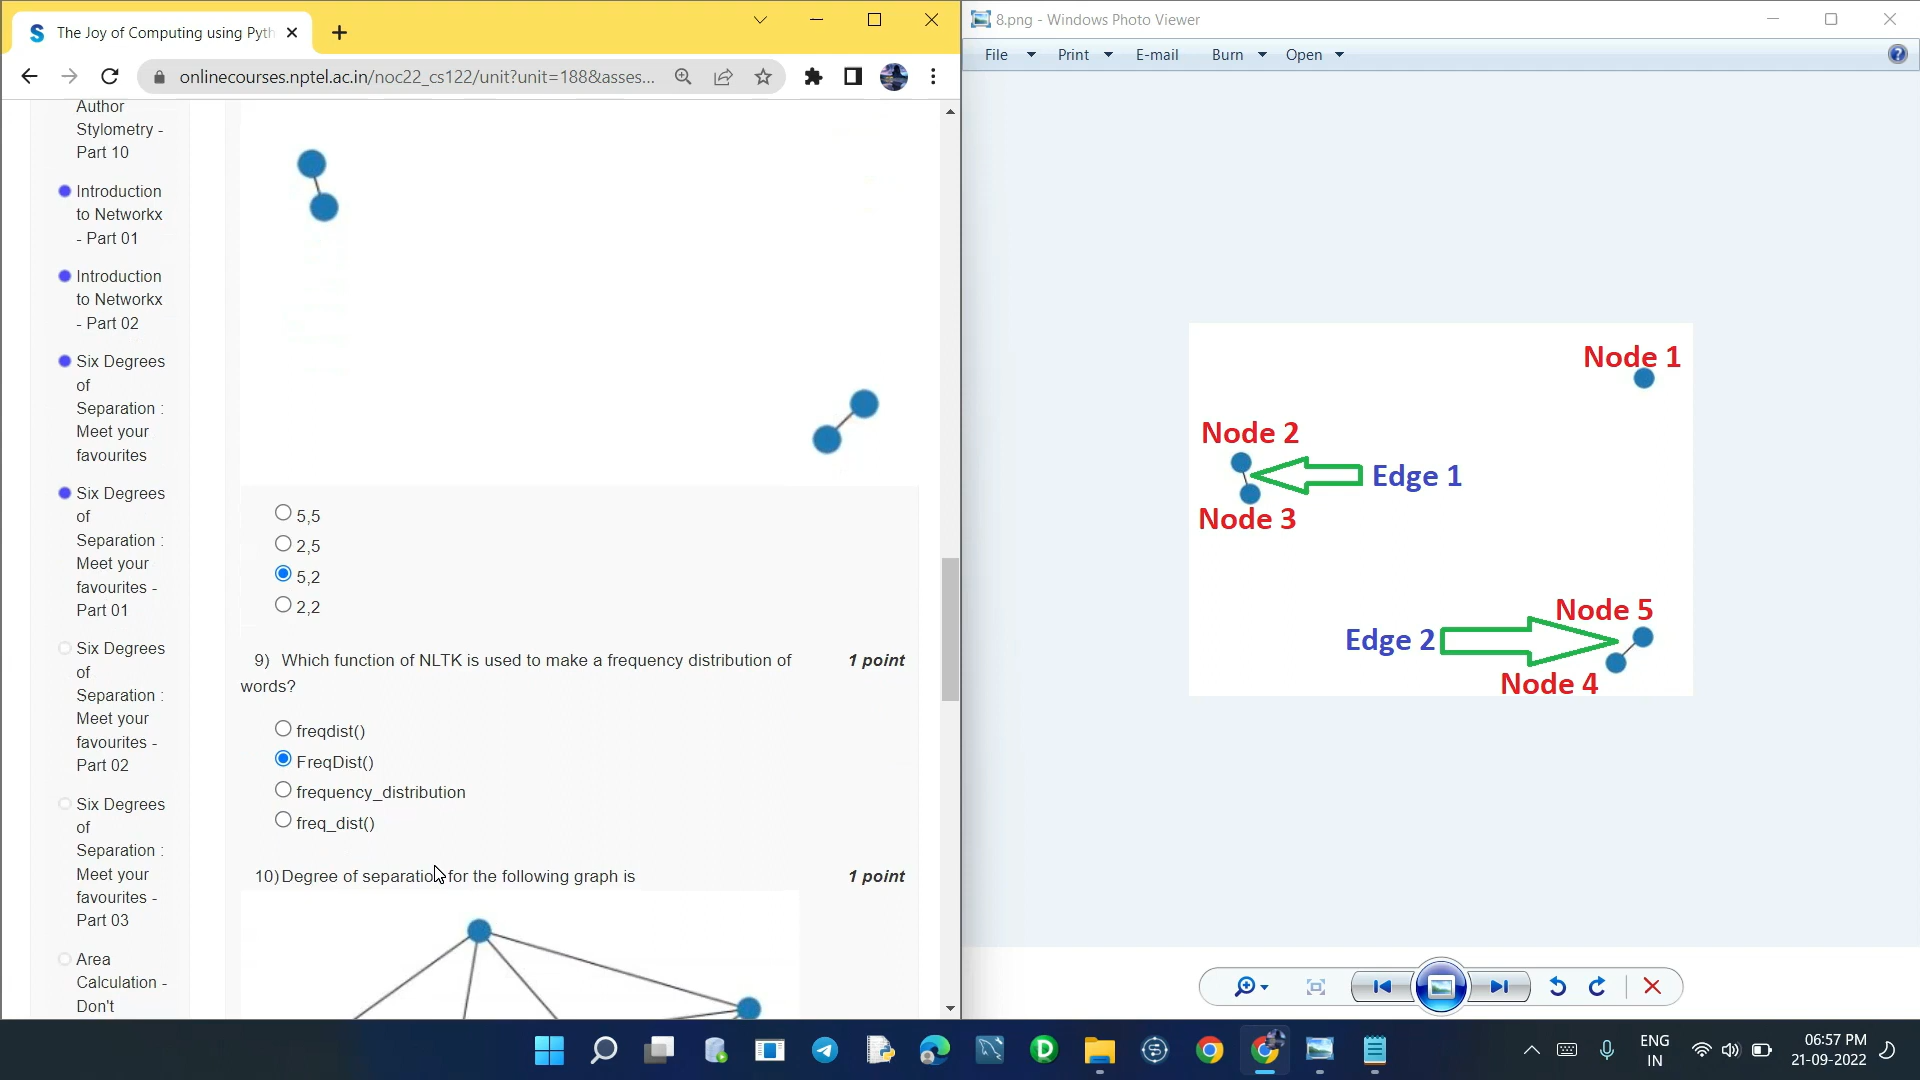 The Joy of Computing using Pyth
8.png - Windows Photo Viewer
File
Print
E-mail
Burn
Open
onlinecourses.nptel.ac.in/noc22_cs122/unit?unit=188&asses...
Author
Stylometry -
Part 10
Introduction
to Networkx
- Part 01
Introduction
to Networkx
- Part 02
Six Degrees
of
Separation :
Meet your
favourites
Six Degrees
of
Separation :
Meet your
favourites -
Part 01
Six Degrees
of
Separation :
Meet your
favourites -
Part 02
Six Degrees
of
Separation :
Meet your
favourites -
Part 03
Area
Calculation -
Don't
5,5
2,5
5,2
2,2
9) Which function of NLTK is used to make a frequency distribution of 1 point
words?
freqdist()
FreqDist()
frequency_distribution
freq_dist()
10) Degree of separation for the following graph is 1 point
Node 1
Node 2
Edge 1
Node 3
Node 5
Edge 2
Node 4
ENG
IN
06:57 PM
21-09-2022